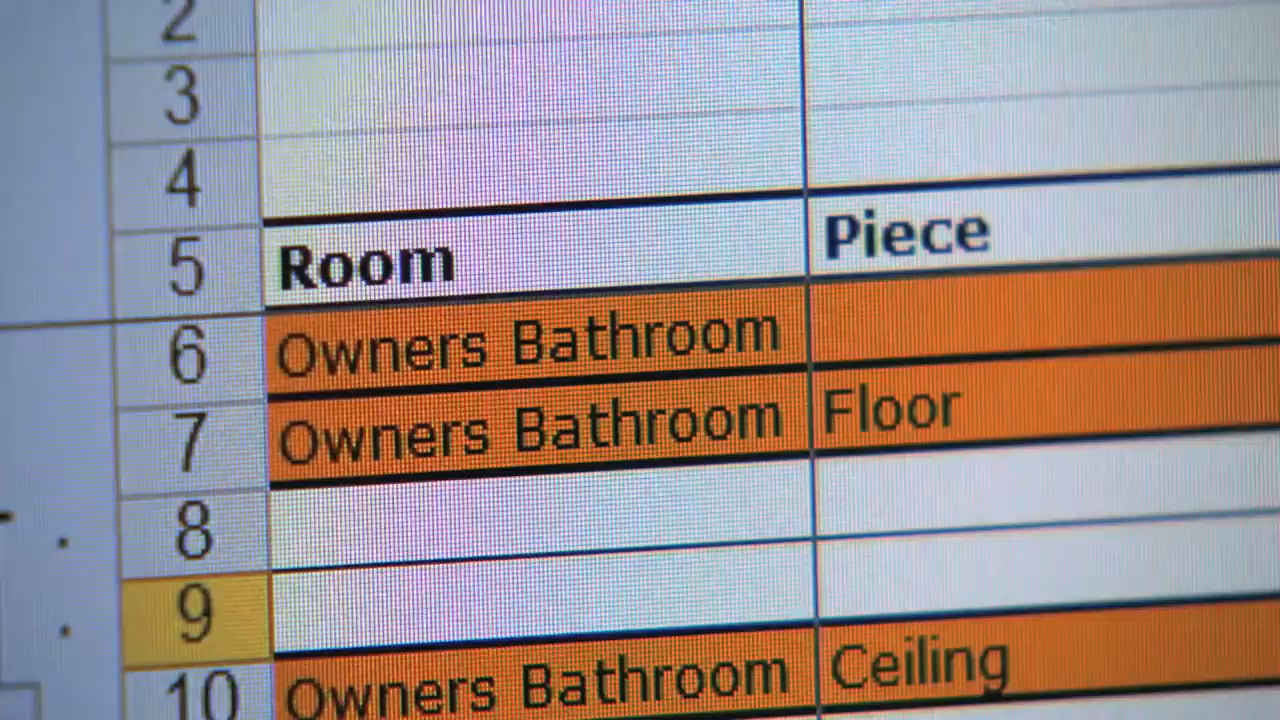 2
3
4
5 Room Piece
6 Owners Bathroom
7 Owners Bathroom Floor
8
9
10 Owners Bathroom Ceiling